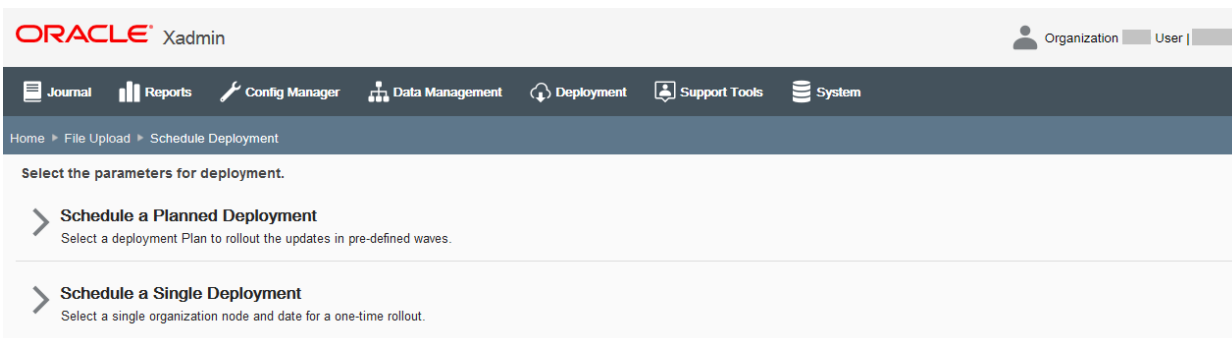 ORACLE Xadmin
Organization User |
Journal Reports Config Manager Data Management Deployment Support Tools System
Home File Upload Schedule Deployment
Select the parameters for deployment.
Schedule a Planned Deployment
Select a deployment Plan to rollout the updates in pre-defined waves.
Schedule a Single Deployment
Select a single organization node and date for a one-time rollout.